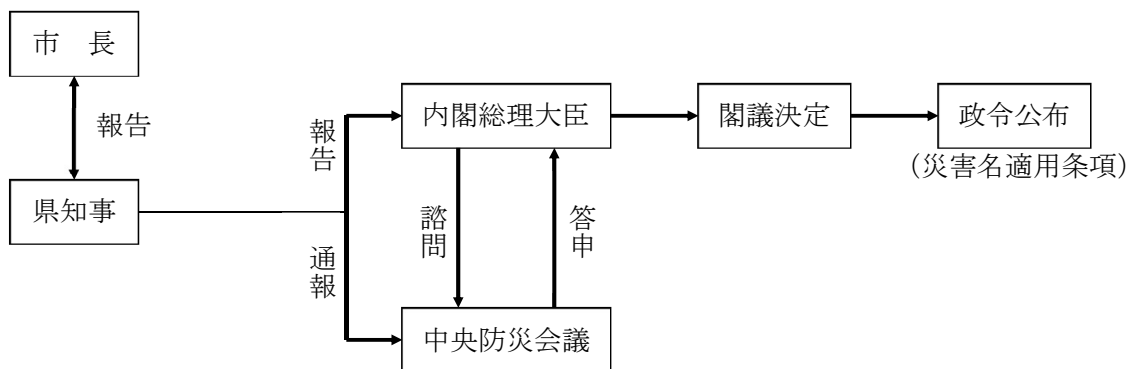 市　長
報告
県知事
報告
通報
内閣総理大臣
諮問
答申
中央防災会議
閣議決定
政令公布
（災害名適用条項）